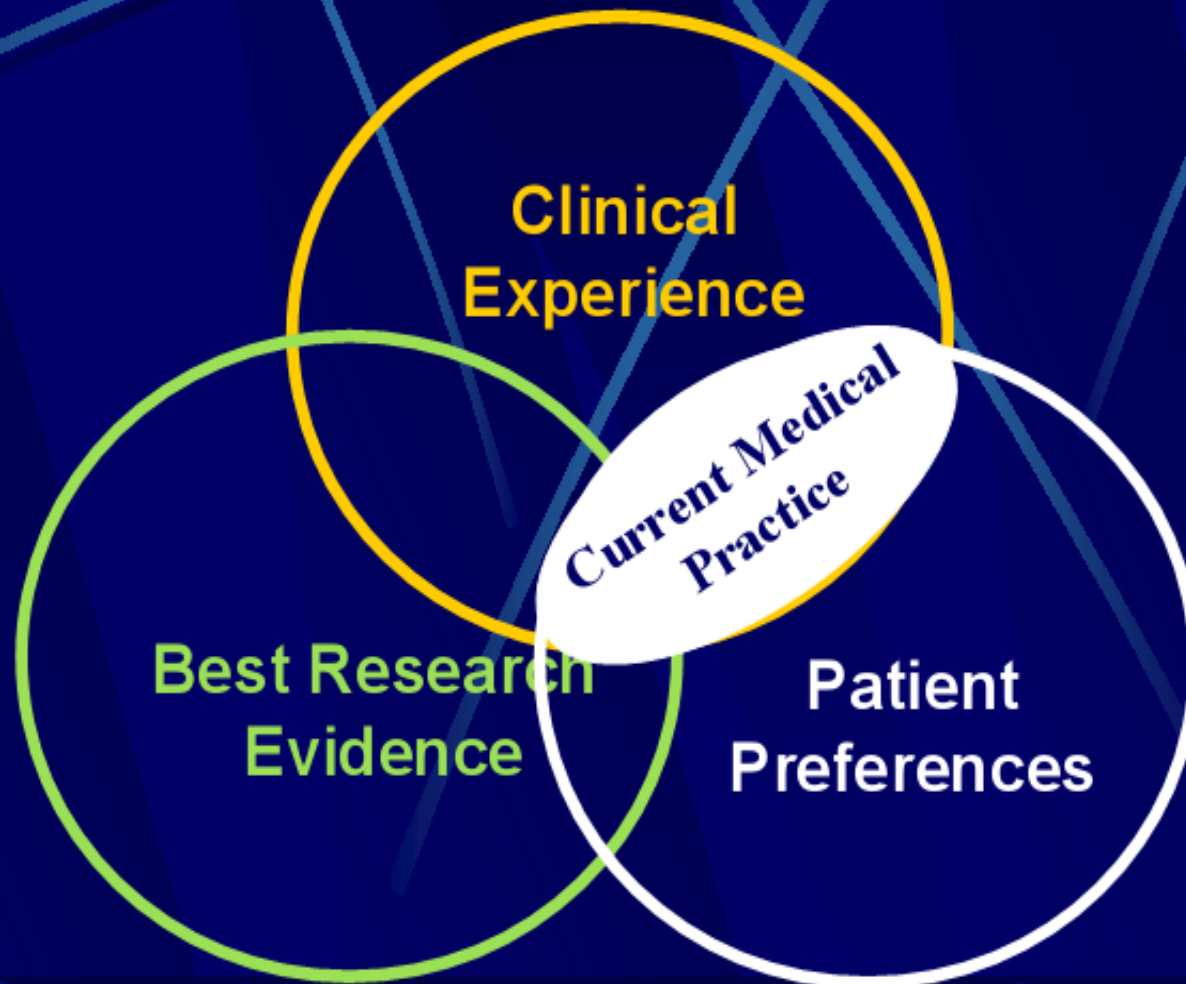 Clinical
Experience
Current Medical
Practice
Best Research
Evidence
Patient
Preferences